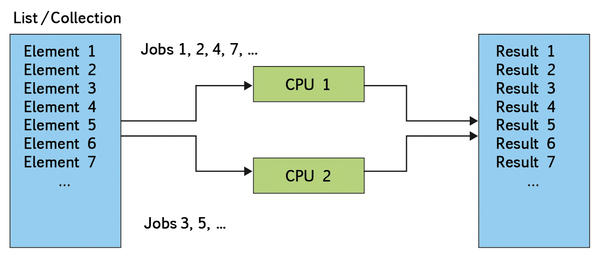 List/Collection
Element 1
Element 2
Element 3
Element 4
Element 5
Element 6
Element 7
...
Jobs 1, 2, 4, 7, ...
CPU 1
CPU 2
Jobs 3, 5, ...
Result 1
Result 2
Result 3
Result 4
Result 5
Result 6
Result 7
...